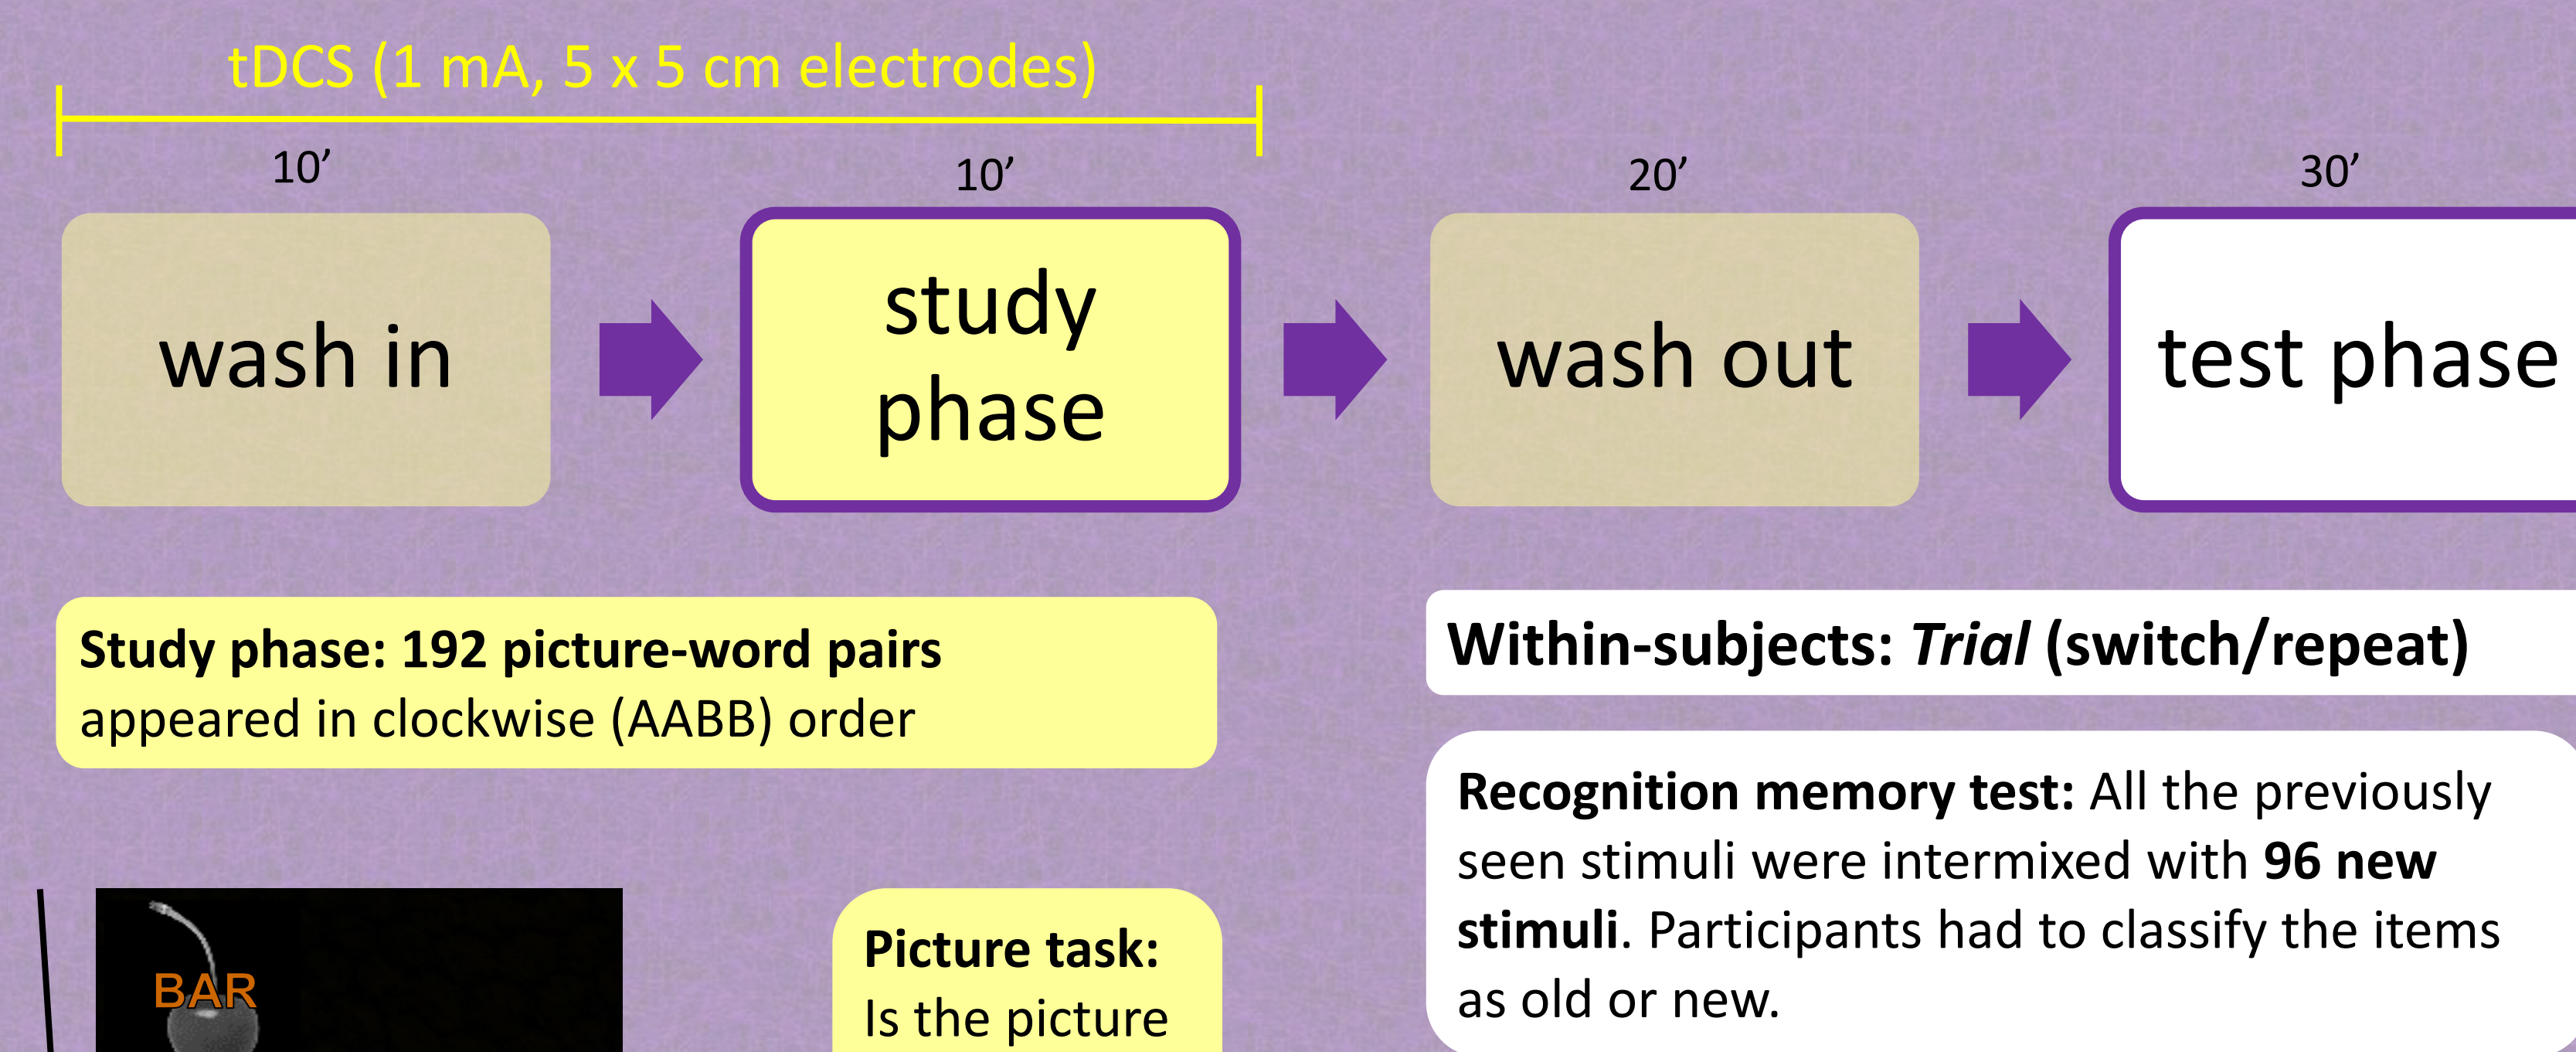 tDCS (1 mA, 5 x 5 cm electrodes)
10’
10’
20’
30’
wash in
study
phase
wash out
test phase
Study phase: 192 picture-word pairs
appeared in clockwise (AABB) order
Within-subjects: Trial (switch/repeat)
Recognition memory test: All the previously
seen stimuli were intermixed with 96 new
stimuli. Participants had to classify the items
as old or new.
BAR
Picture task:
Is the picture